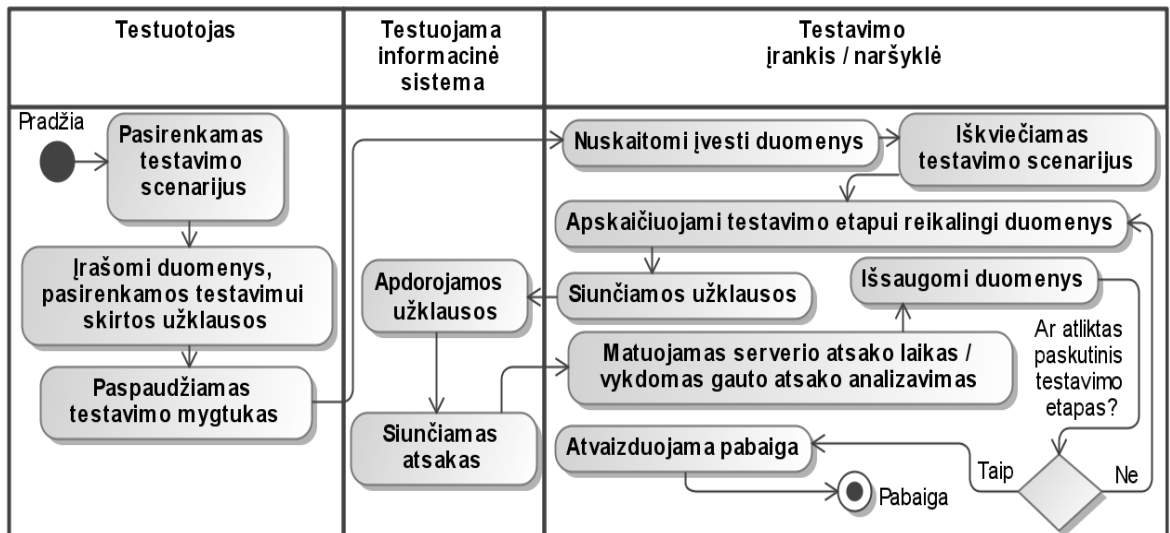 Testuotojas
Testuojama
informacinė
sistema
Testavimo
įrankis / naršyklė
Pradžia
Pasirenkamas
testavimo
scenarijus
Įrašomi duomenys,
pasirenkamos testavimui
skirtos užklausos
Paspaudžiamas
testavimo mygtukas
Nuskaitomi įvesti duomenys
Iškviečiamas
testavimo scenarijus
Apskaičiuojami testavimo etapui reikalingi duomenys
Siunčiamos užklausos
Apdorojamos
užklausos
Siunčiamas
atsakas
Matuojamas serverio atsako laikas /
vykdomas gauto atsako analizavimas
Išsaugomi duomenys
Ar atliktas
paskutinis
testavimo
etapas?
Taip
Ne
Atvaizduojama pabaiga
Pabaiga